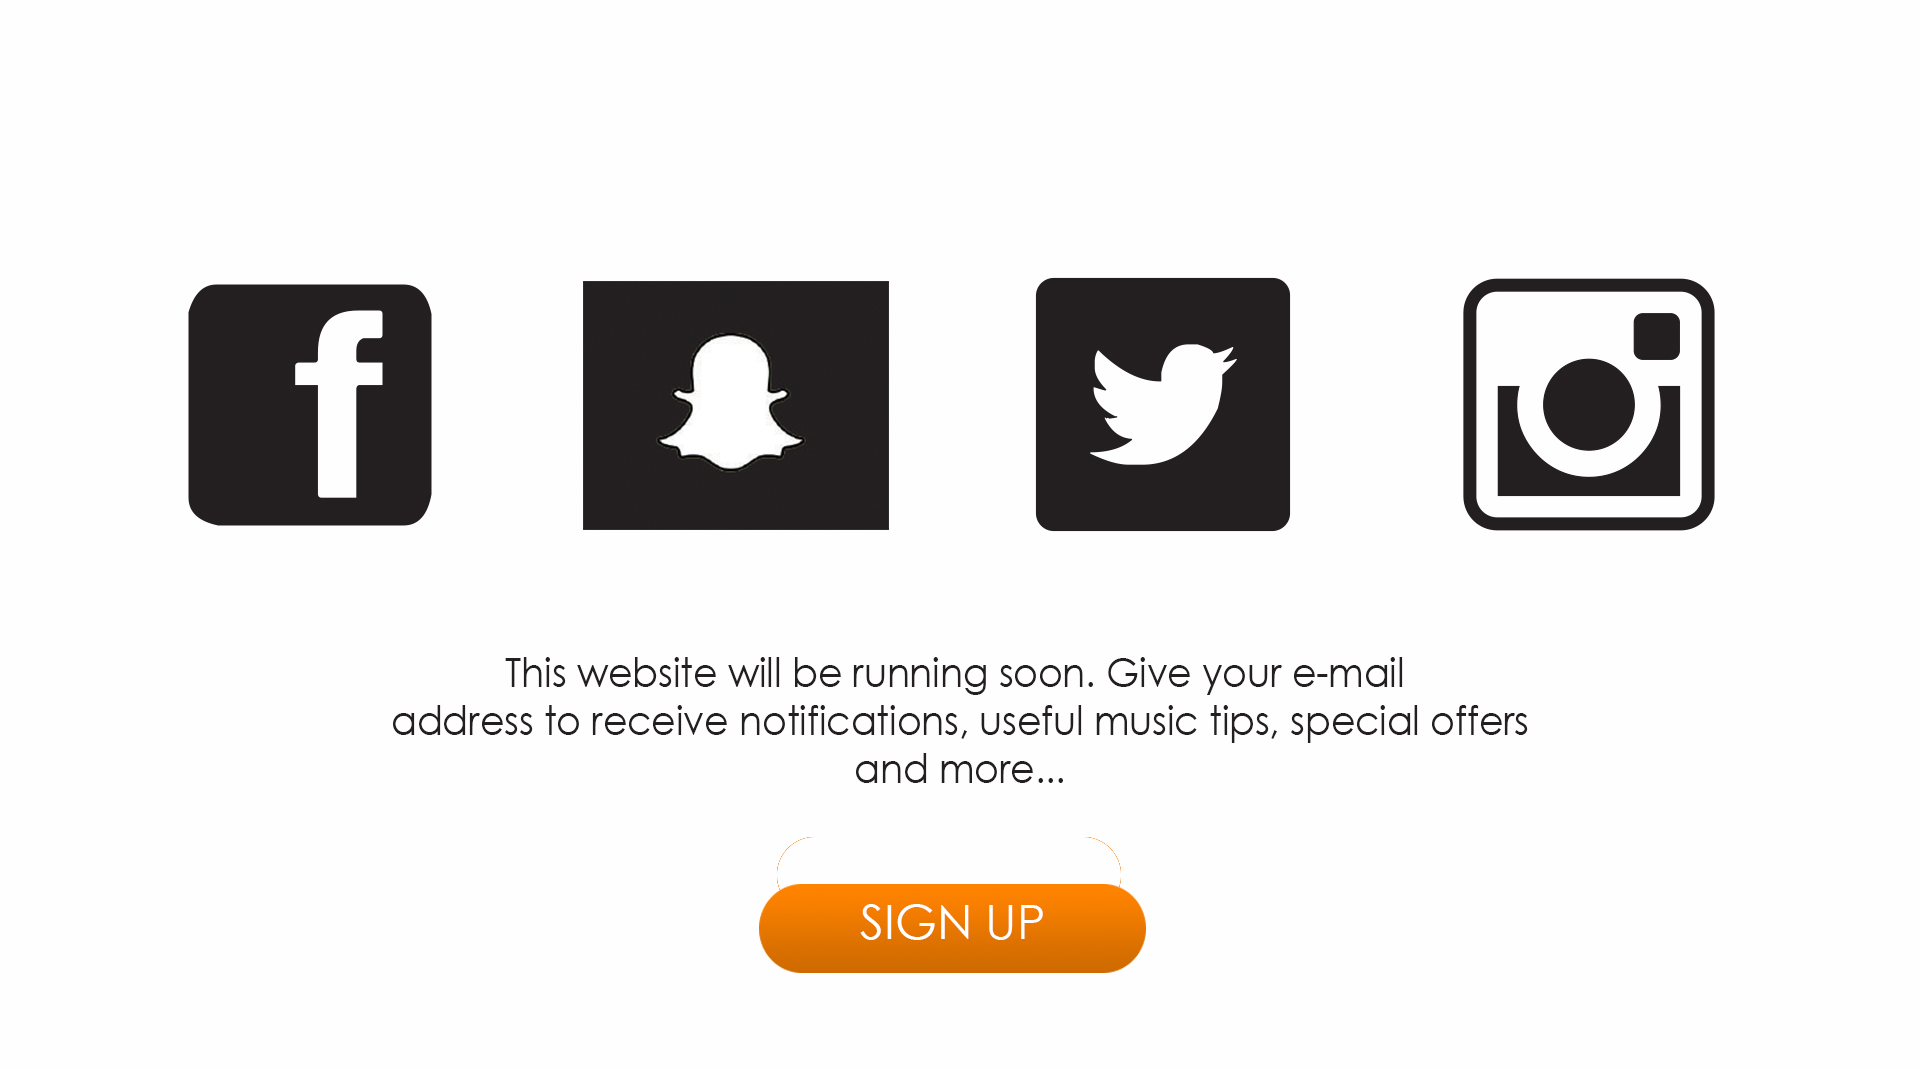 f
This website will be running soon. Give your e-mail
address to receive notifications, useful music tips, special offers
and more...
SIGN UP